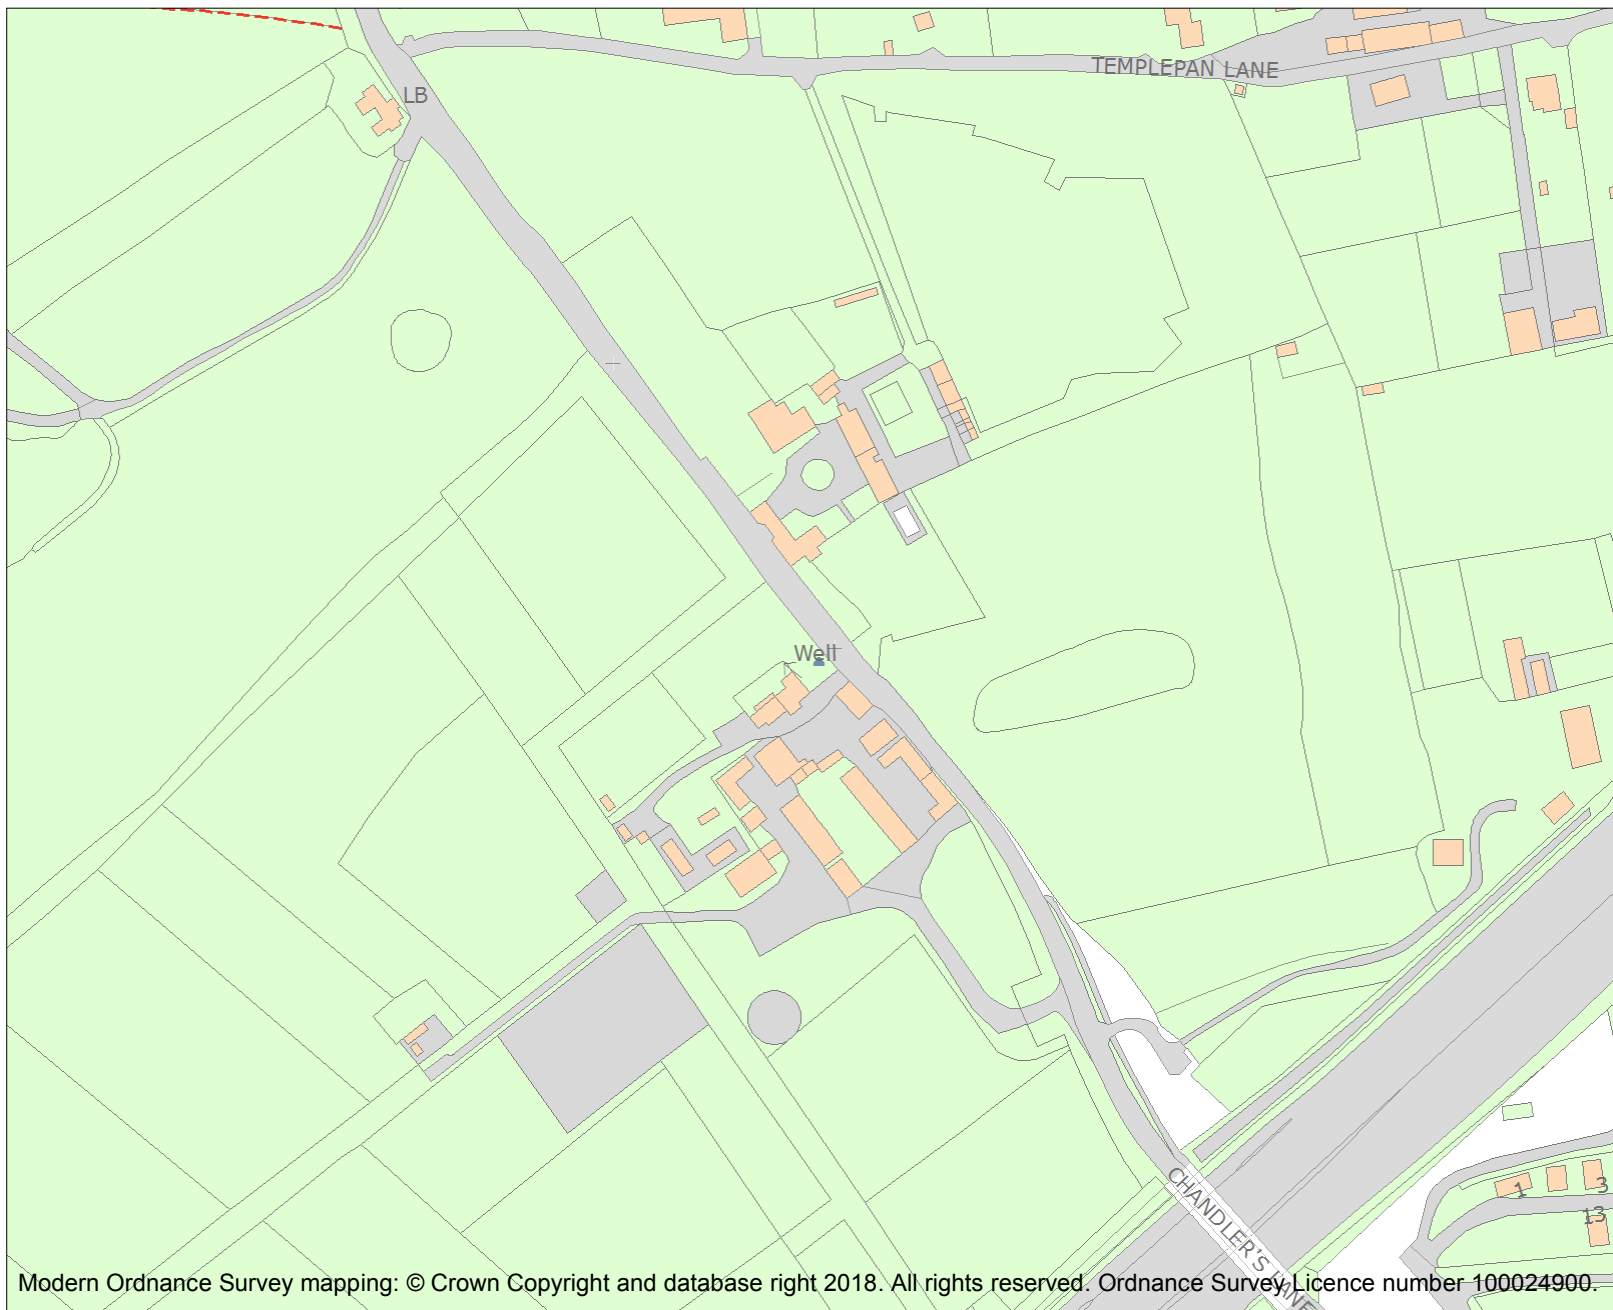 TEMPLEPAN LANE
LB
Well
CHANDLER'S LANE
1
3
13
Modern Ordnance Survey mapping: © Crown Copyright and database right 2018. All rights reserved. Ordnance Survey Licence number 100024900.